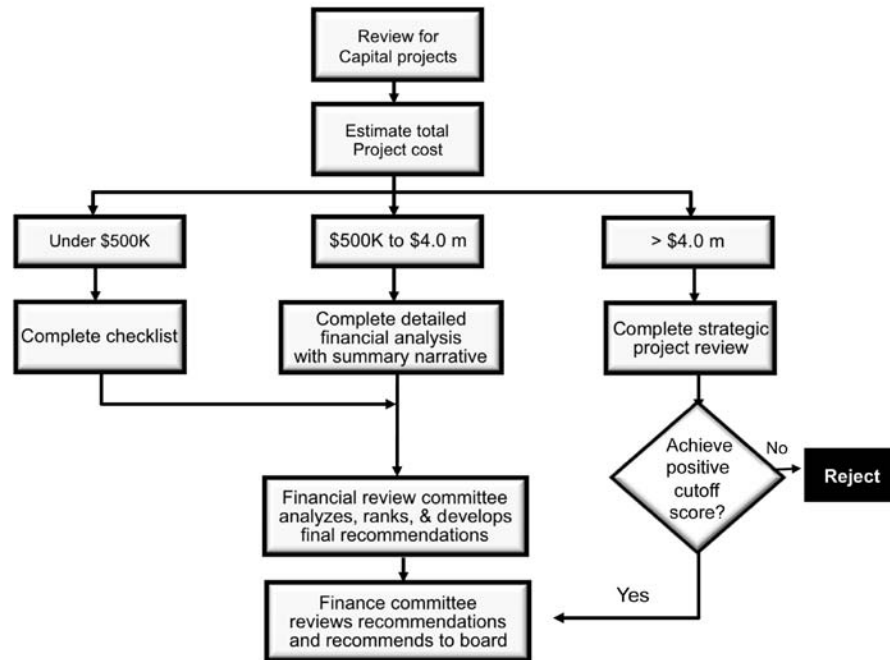 Review for
Capital projects
Estimate total
Project cost
Under $500K
$500K to $4.0 m
> $4.0 m
Complete checklist
Complete detailed
financial analysis
with summary narrative
Complete strategic
project review
Achieve
positive
cutoff
score?
No
Reject
Financial review committee
analyzes, ranks, & develops
final recommendations
Yes
Finance committee
reviews recommendations
and recommends to board